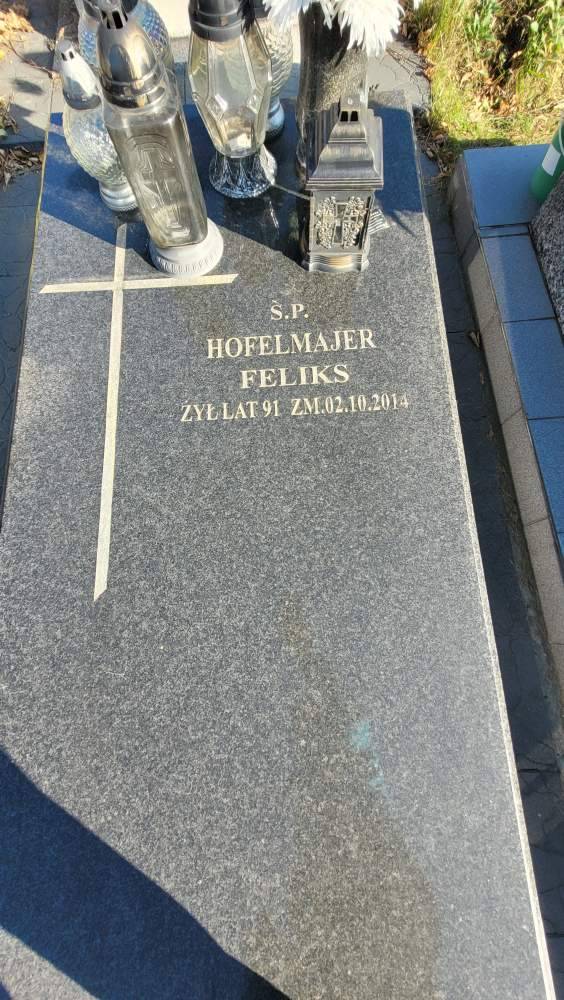 Ś.P.
HOFELMAJER
FELIKS
ŻYŁ LAT 91 ZM.02.10.2014